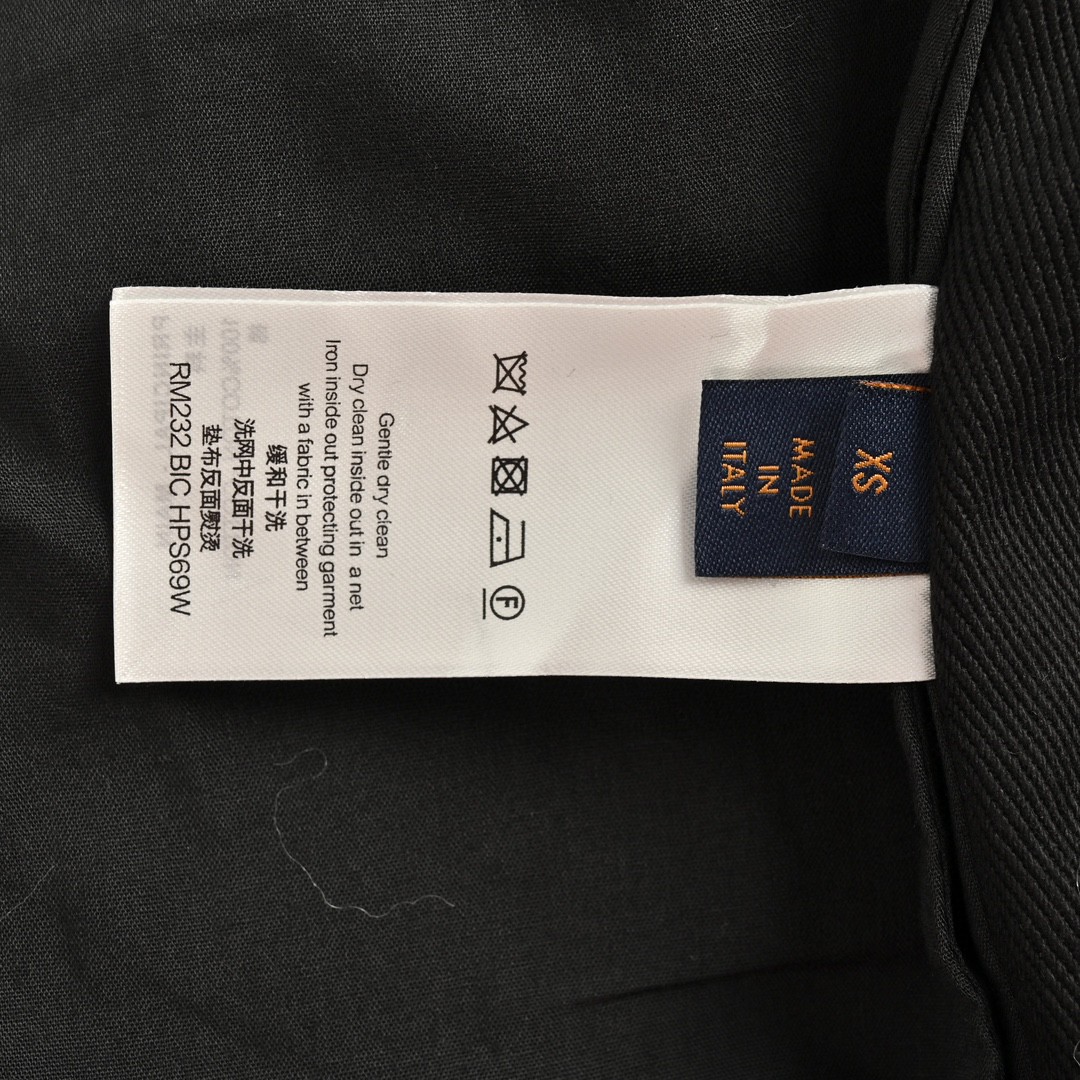 XS
MADE
IN
ITALY
F
Gentle dry clean
Dry clean inside out in a net
Iron inside out protecting garment
with a fabric in between
缓和干洗
洗网中反面干洗
垫布反面熨烫
RM232 BIC HPS69W